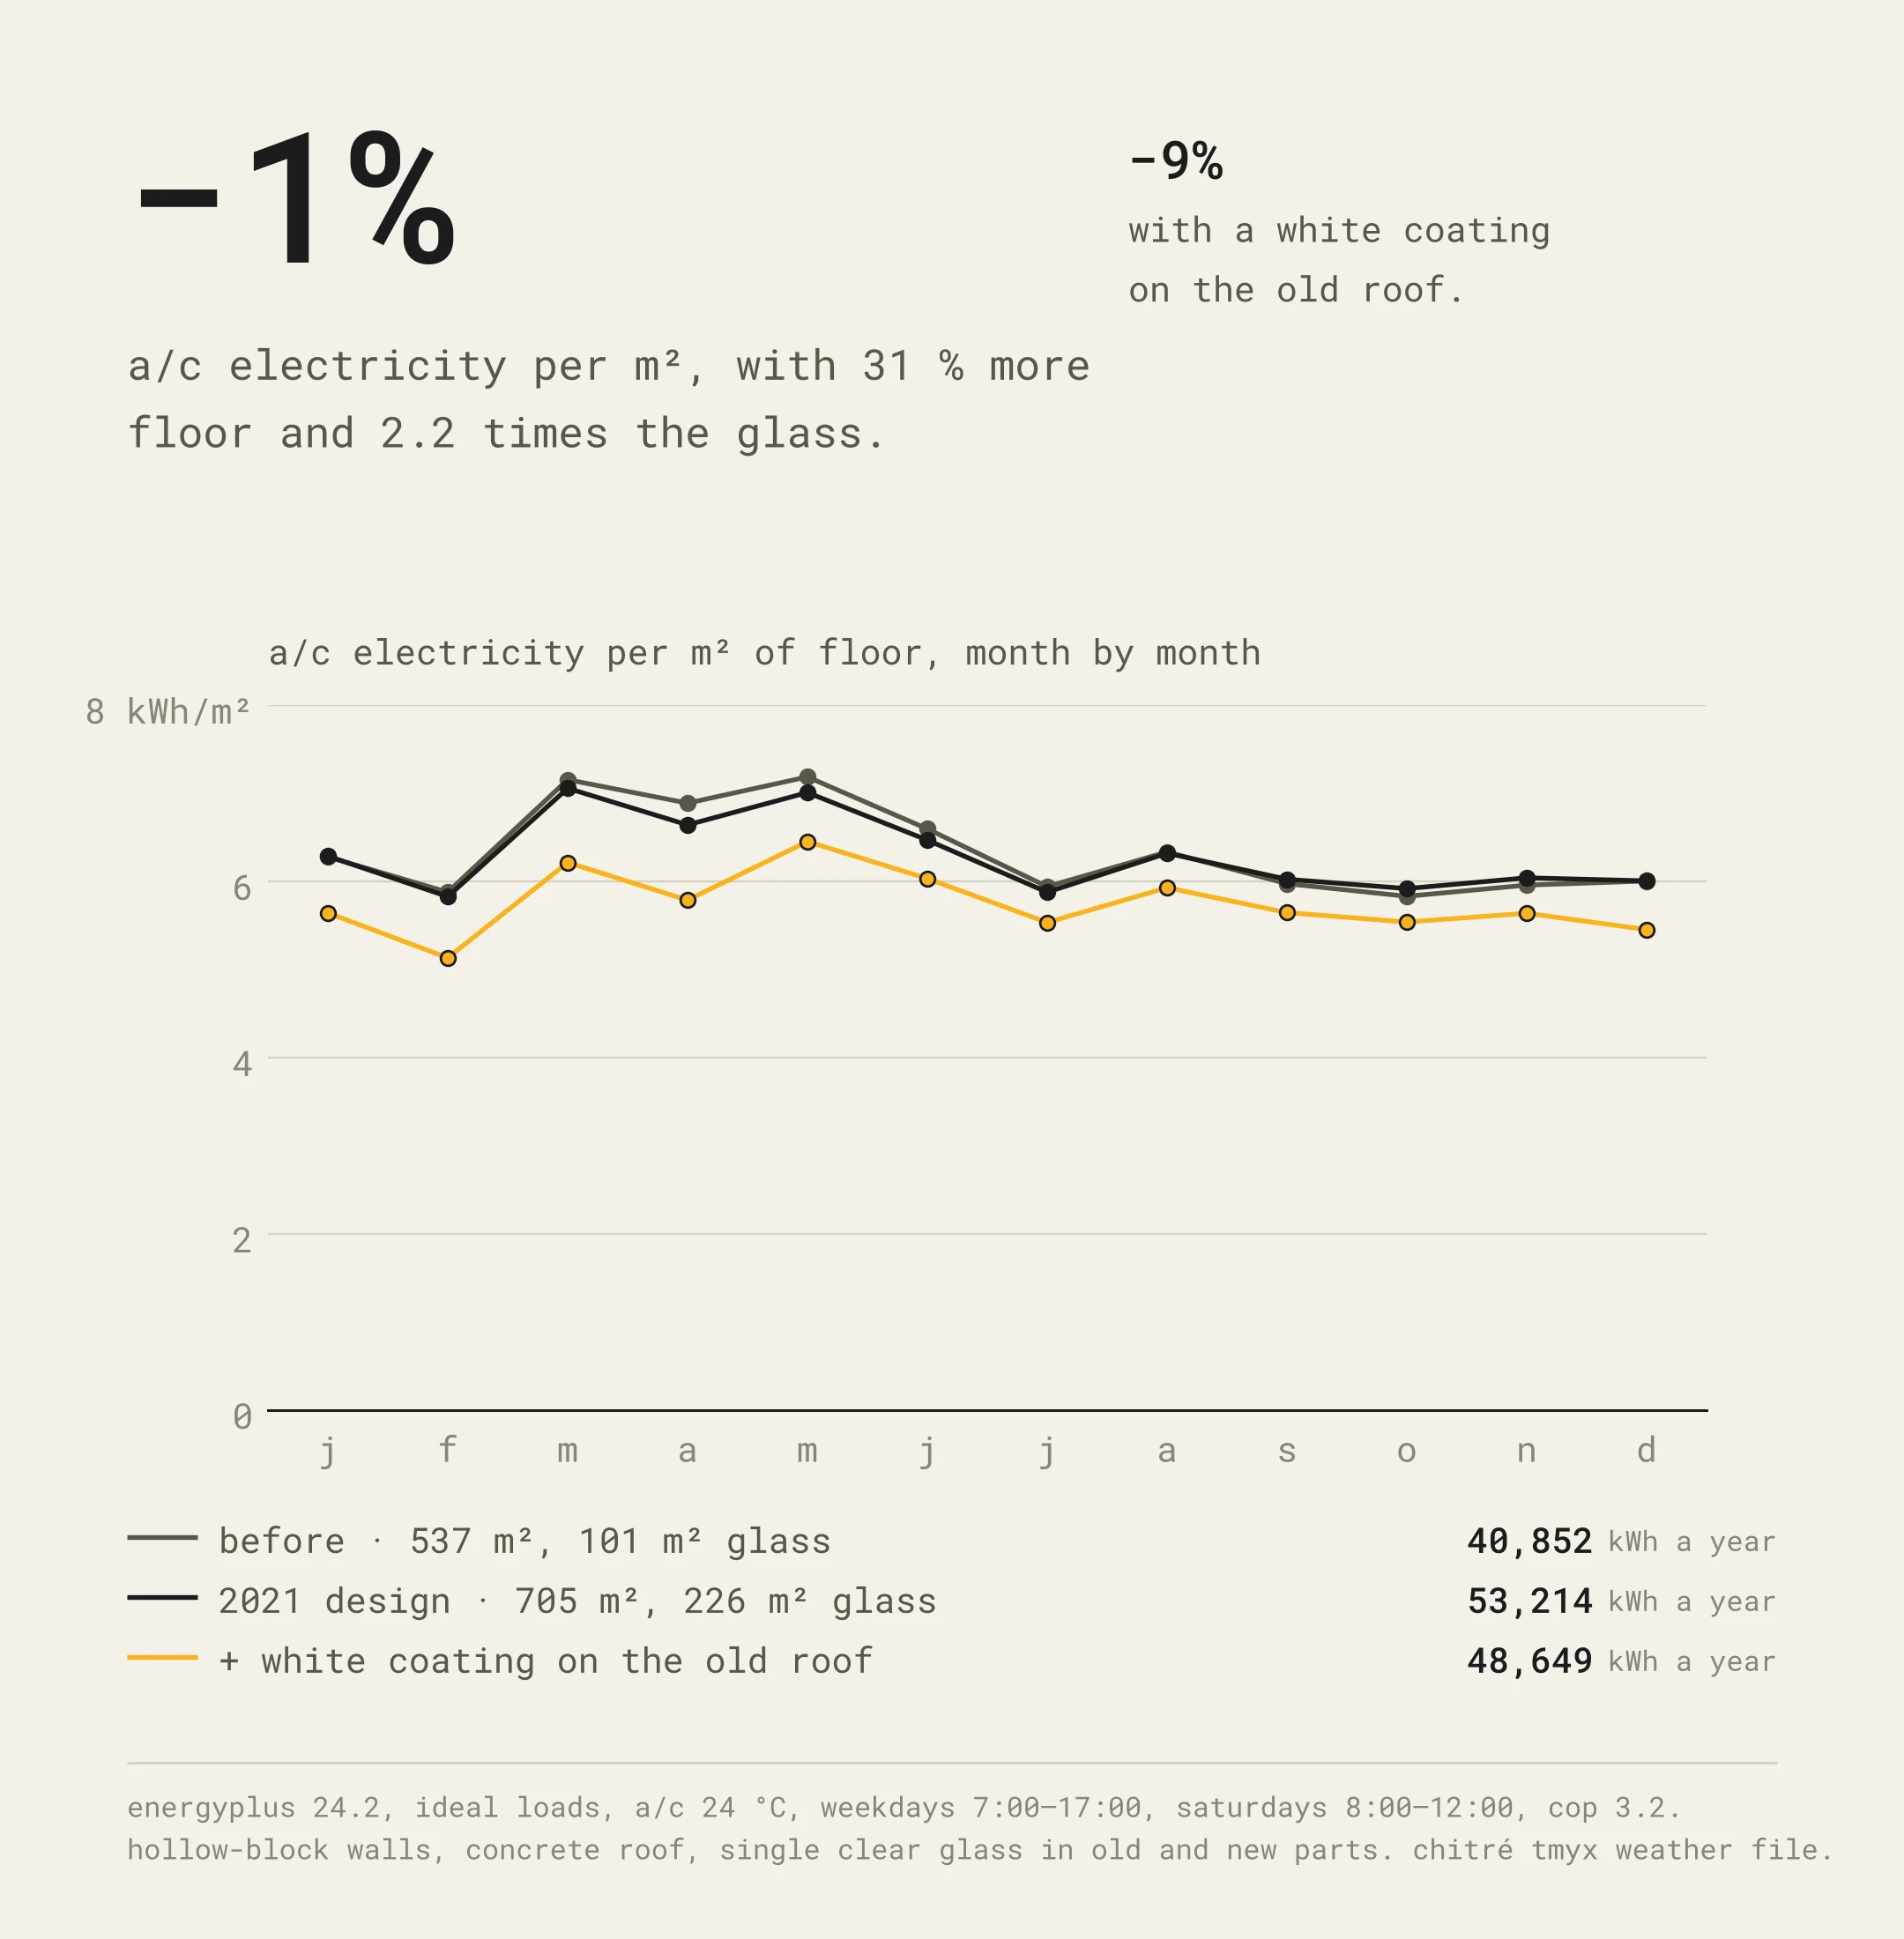 −1%
a/c electricity per m², with 31 % more
floor and 2.2 times the glass.
−9%
with a white coating
on the old roof.
a/c electricity per m² of floor, month by month
8 kWh/m²
6
4
2
0
j f m a m j j a s o n d
before · 537 m², 101 m² glass 40,852 kWh a year
2021 design · 705 m², 226 m² glass 53,214 kWh a year
+ white coating on the old roof 48,649 kWh a year
energyplus 24.2, ideal loads, a/c 24 °C, weekdays 7:00–17:00, saturdays 8:00–12:00, cop 3.2.
hollow-block walls, concrete roof, single clear glass in old and new parts. chitré tmyx weather file.